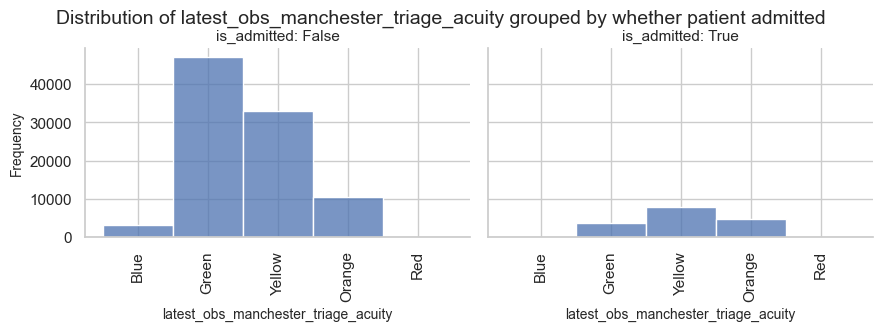 Distribution of latest_obs_manchester_triage_acuity grouped by whether patient admitted
is_admitted: False
is_admitted: True
Frequency
40000
30000
20000
10000
0
Blue
Green
Yellow
Orange
Red
latest_obs_manchester_triage_acuity
Blue
Green
Yellow
Orange
Red
latest_obs_manchester_triage_acuity